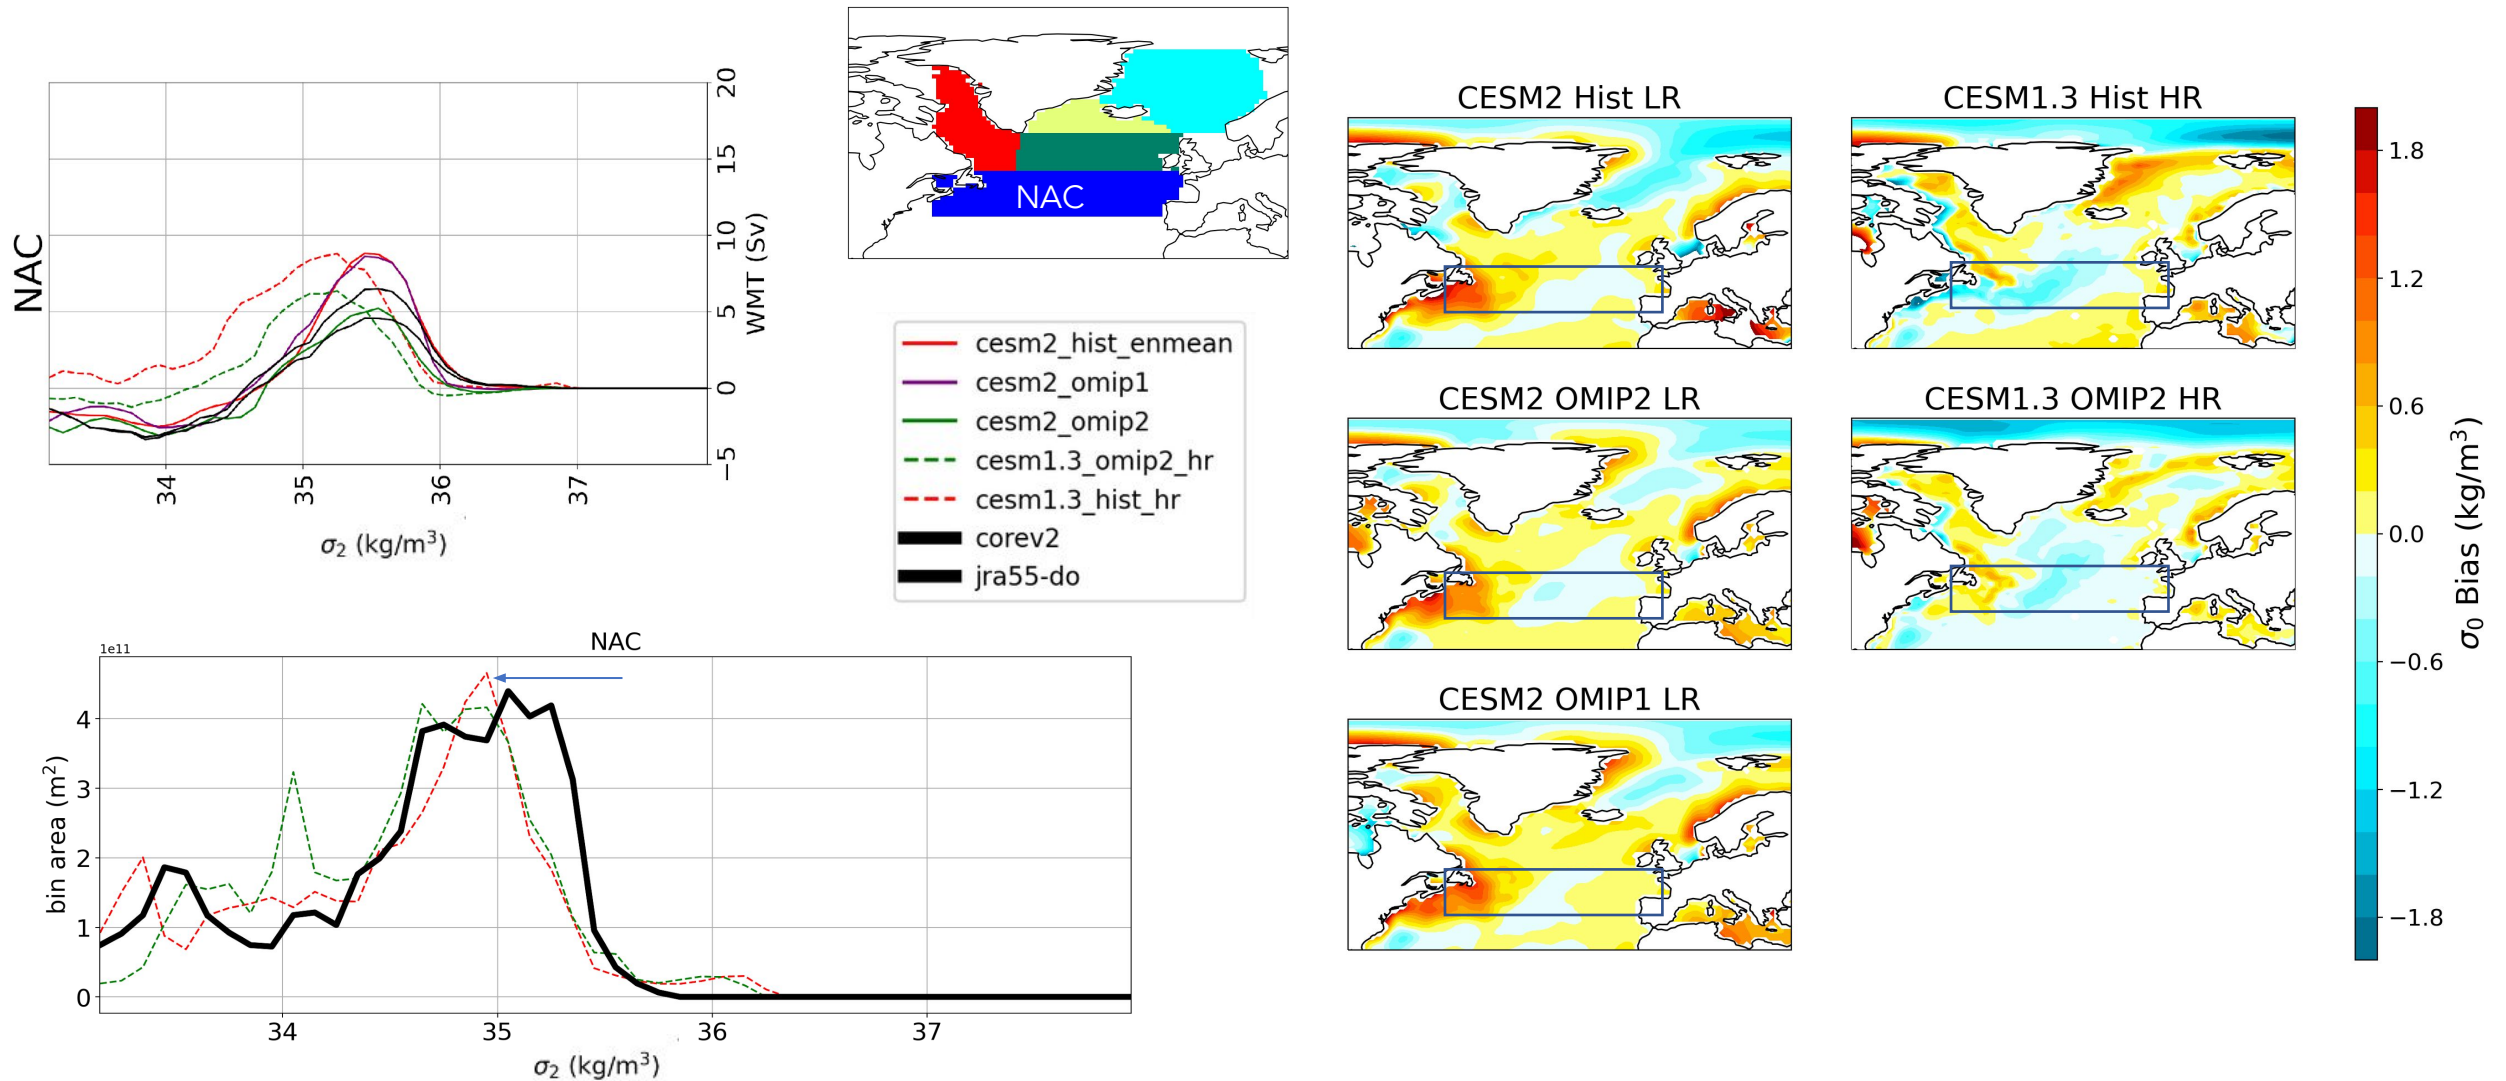 NAC
20
15
10
5
0
−5
WMT (Sv)
34
35
36
37
σ₂ (kg/m³)
NAC
cesm2_hist_enmean
cesm2_omip1
cesm2_omip2
cesm1.3_omip2_hr
cesm1.3_hist_hr
corev2
jra55-do
NAC
1e11
bin area (m²)
4
3
2
1
0
34
35
36
37
σ₂ (kg/m³)
CESM2 Hist LR
CESM1.3 Hist HR
CESM2 OMIP2 LR
CESM1.3 OMIP2 HR
CESM2 OMIP1 LR
1.8
1.2
0.6
0.0
−0.6
−1.2
−1.8
σ₀ Bias (kg/m³)